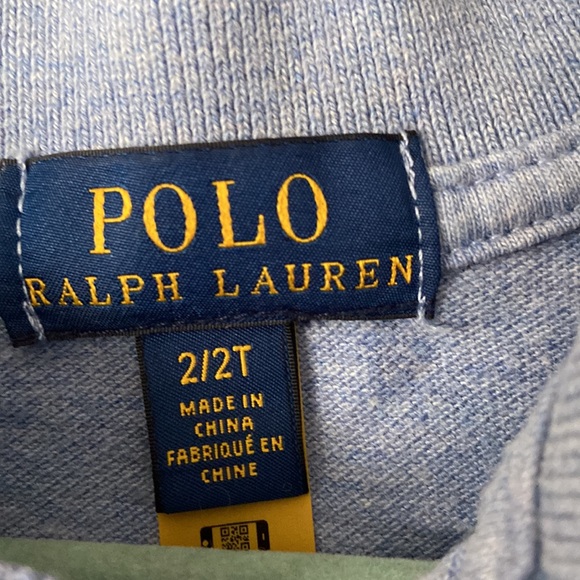 POLO
RALPH LAUREN
2/2T
MADE IN
CHINA
FABRIQUÉ EN
CHINE